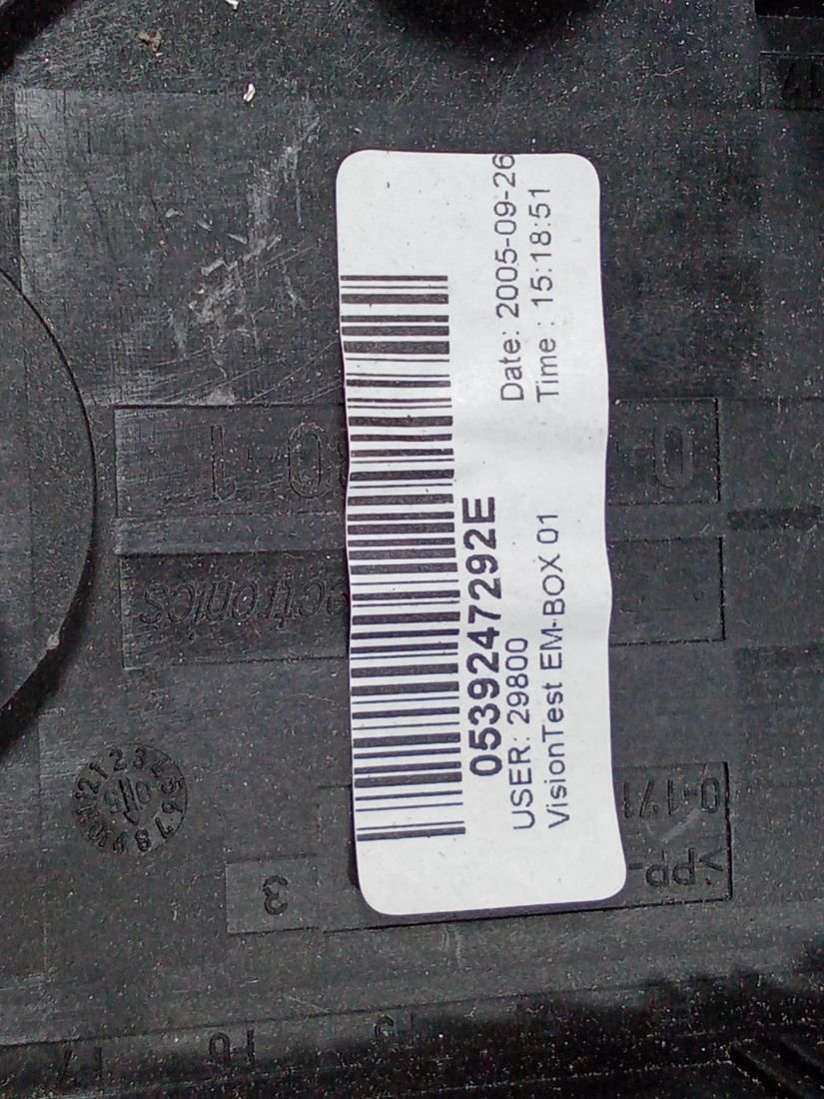 0539247292E
USER: 29800
VisionTest EM-BOX 01
Date: 2005-09-26
Time : 15:18:51
3